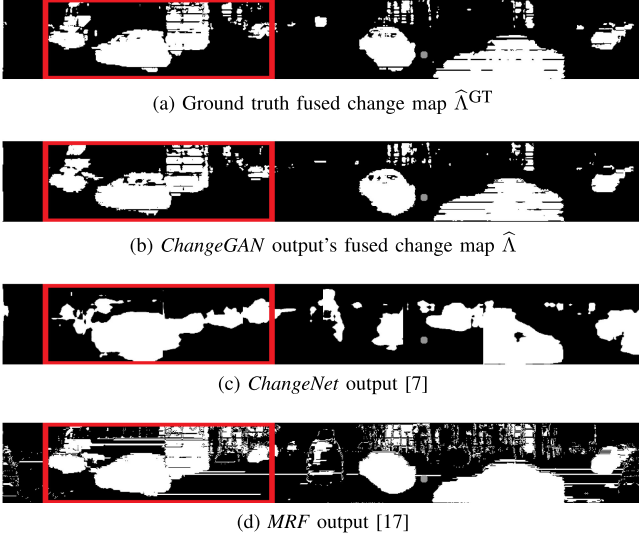 (a) Ground truth fused change map Λ̂^GT
(b) ChangeGAN output's fused change map Λ̂
(c) ChangeNet output [7]
(d) MRF output [17]